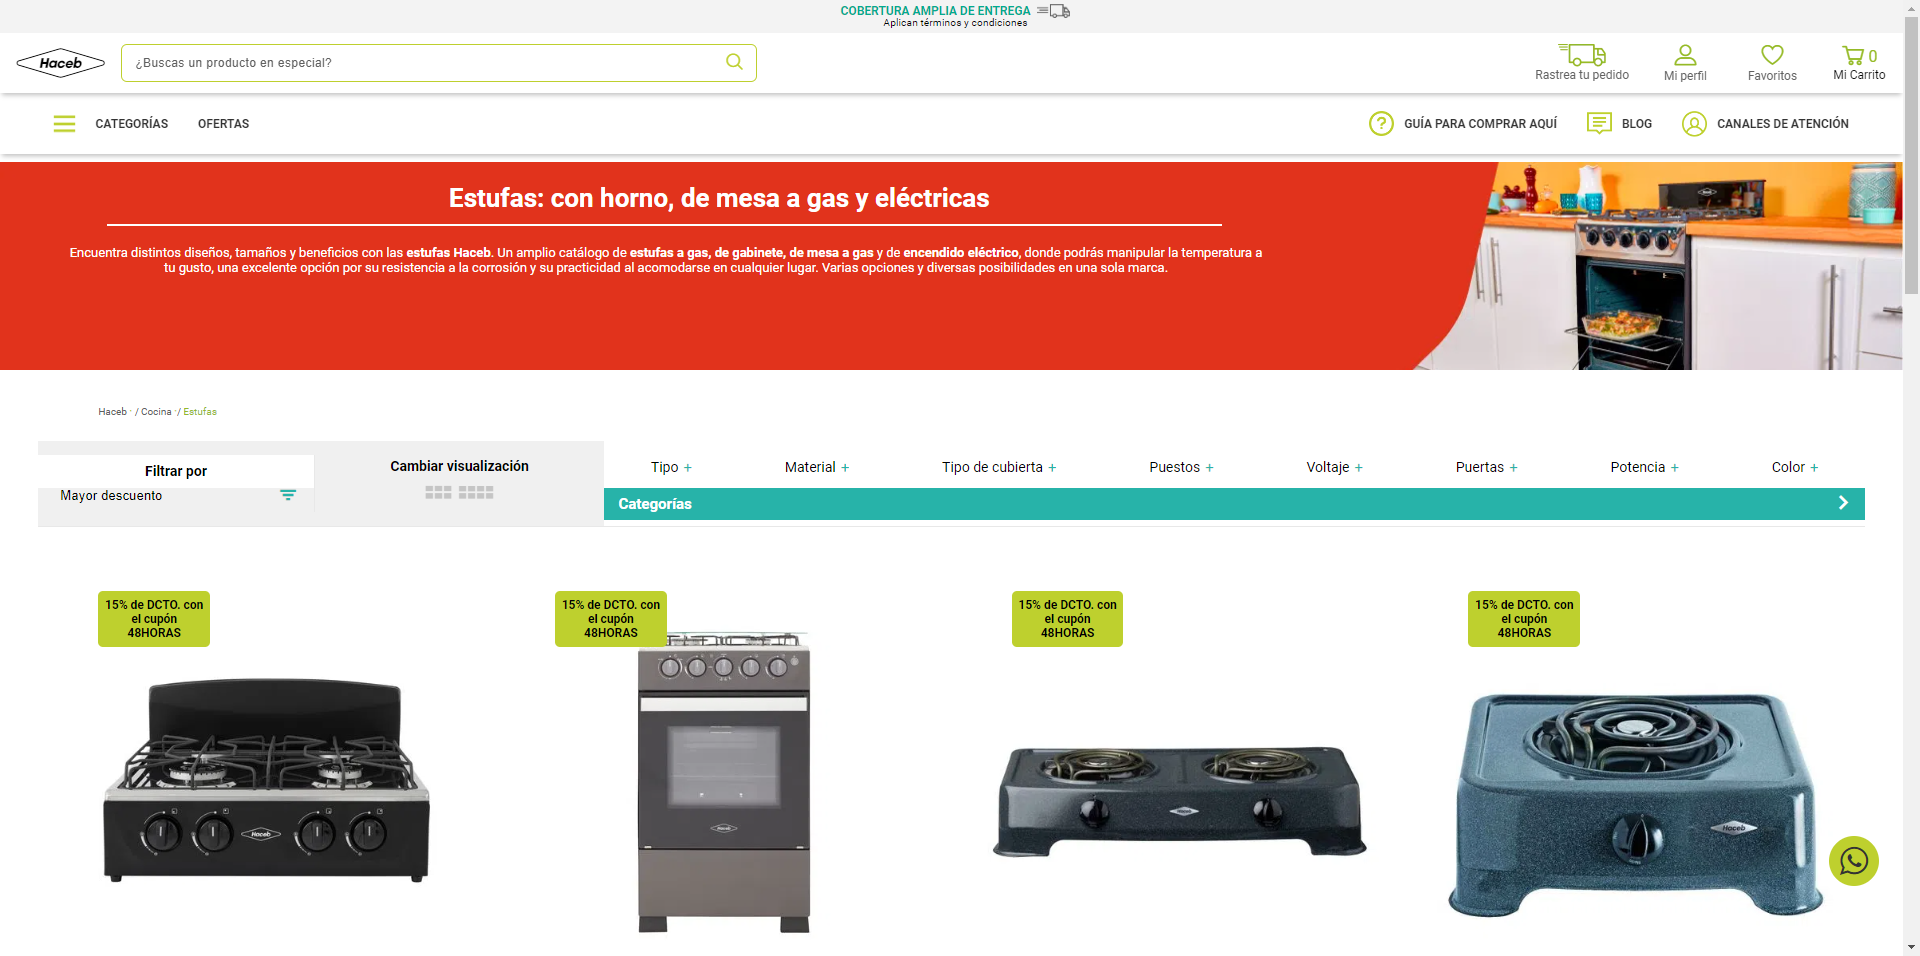 COBERTURA AMPLIA DE ENTREGA
Aplican términos y condiciones
Haceb
¿Buscas un producto en especial?
Rastrea tu pedido
Mi perfil
Favoritos
0
Mi Carrito
CATEGORÍAS
OFERTAS
GUÍA PARA COMPRAR AQUÍ
BLOG
CANALES DE ATENCIÓN
Estufas: con horno, de mesa a gas y eléctricas
Encuentra distintos diseños, tamaños y beneficios con las estufas Haceb. Un amplio catálogo de estufas a gas, de gabinete, de mesa a gas y de encendido eléctrico, donde podrás manipular la temperatura a
tu gusto, una excelente opción por su resistencia a la corrosión y su practicidad al acomodarse en cualquier lugar. Varias opciones y diversas posibilidades en una sola marca.
Haceb / Cocina / Estufas
Filtrar por
Mayor descuento
Cambiar visualización
Tipo +
Material +
Tipo de cubierta +
Puestos +
Voltaje +
Puertas +
Potencia +
Color +
Categorías
15% de DCTO. con
el cupón
48HORAS
15% de DCTO. con
el cupón
48HORAS
15% de DCTO. con
el cupón
48HORAS
15% de DCTO. con
el cupón
48HORAS
Haceb
Haceb
Haceb
Haceb